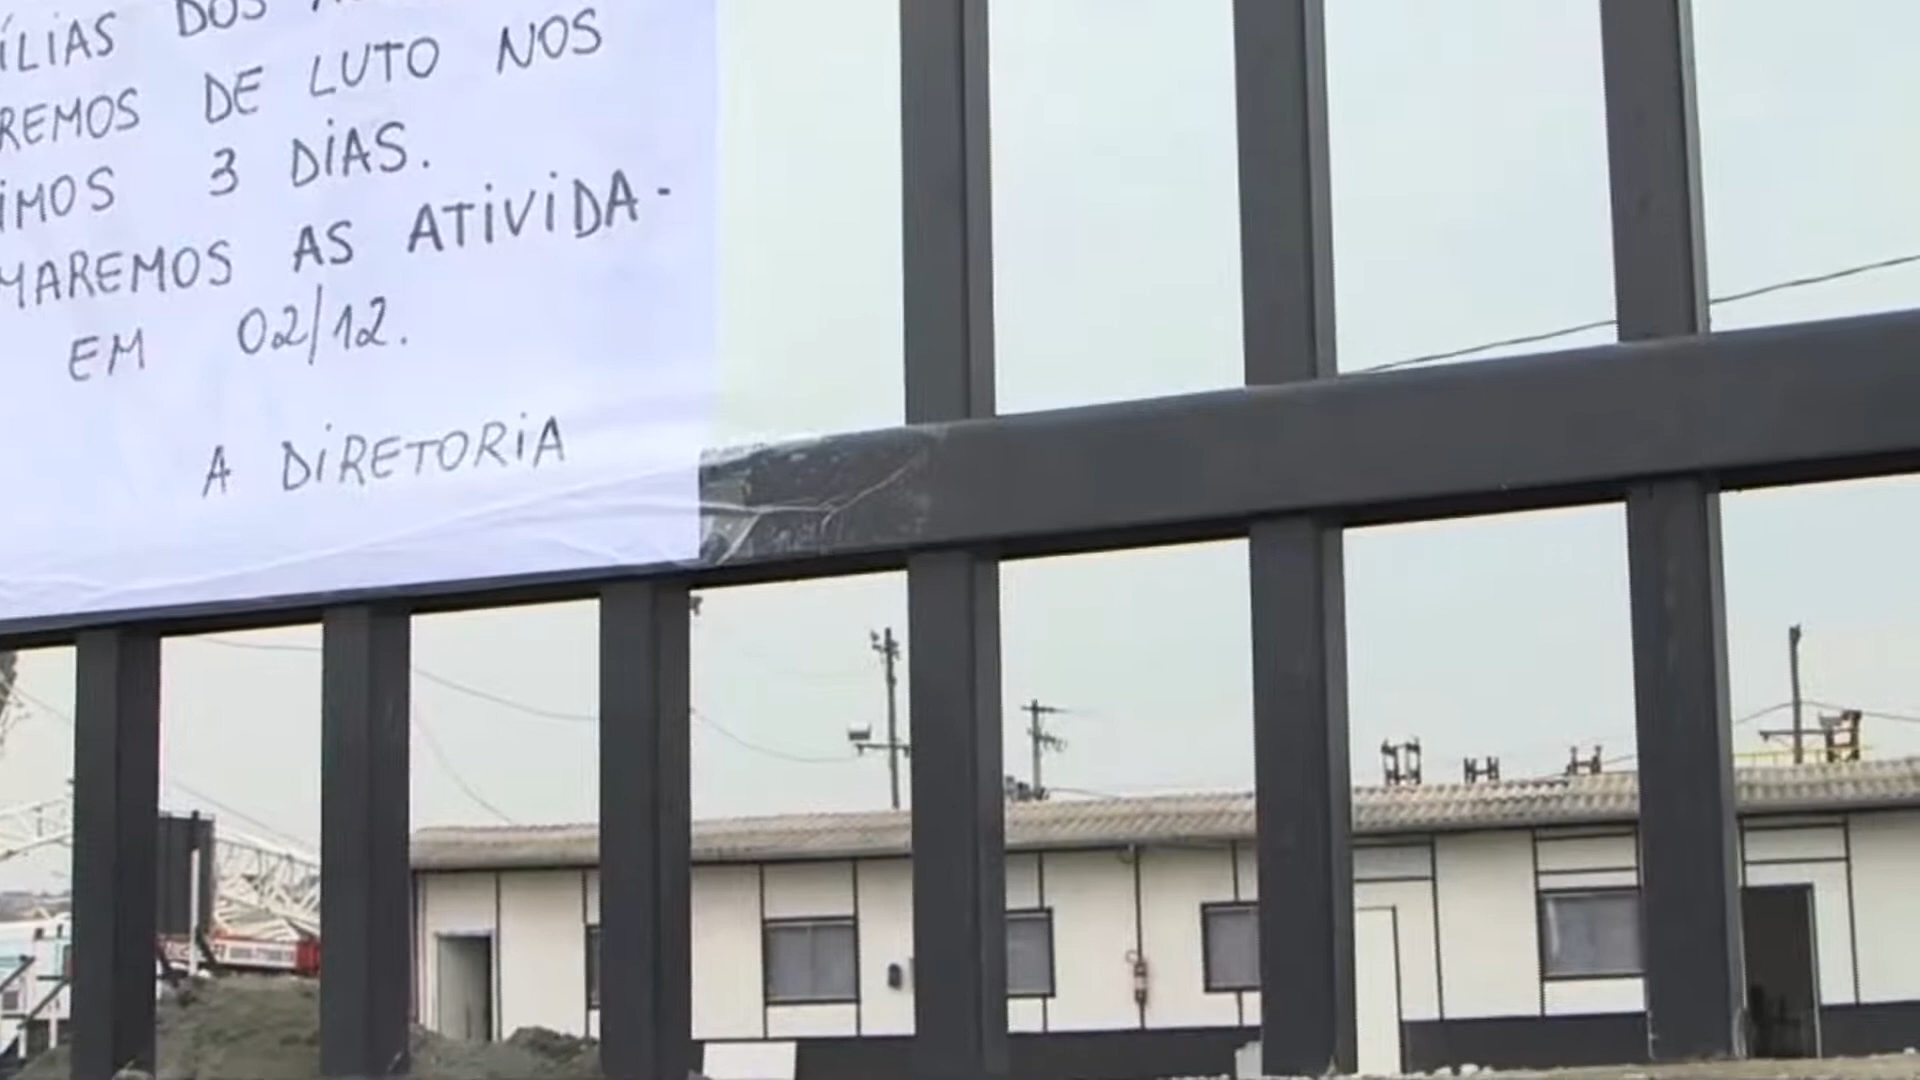 ÍLIAS DOS
REMOS DE LUTO NOS
IMOS 3 DIAS.
MAREMOS AS ATIVIDA-
EM 02/12.
A DIRETORIA